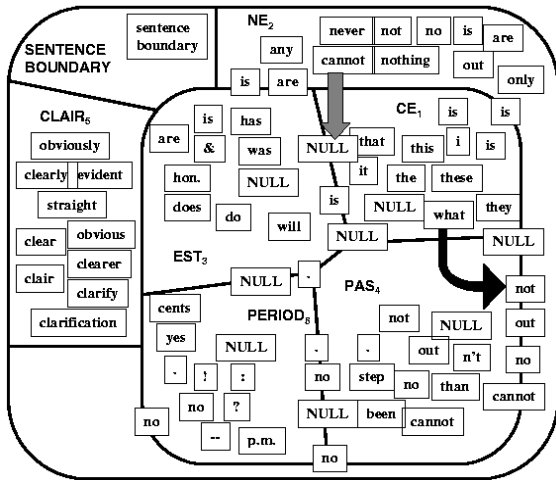 SENTENCE
BOUNDARY
sentence
boundary
NE2
never
not
no
is
are
any
cannot
nothing
out
only
is
are
CLAIR5
obviously
clearly
evident
straight
clear
obvious
clair
clearer
clarify
clarification
is
has
are
&
was
hon.
NULL
does
do
will
EST3
CE1
is
is
NULL
that
this
i
is
it
the
these
is
NULL
what
they
NULL
NULL
NULL
.
PAS4
not
cents
PERIOD6
yes
NULL
.
.
not
NULL
out
out
n't
no
.
!
:
no
step
no
than
cannot
no
?
NULL
been
cannot
no
--
p.m.
no